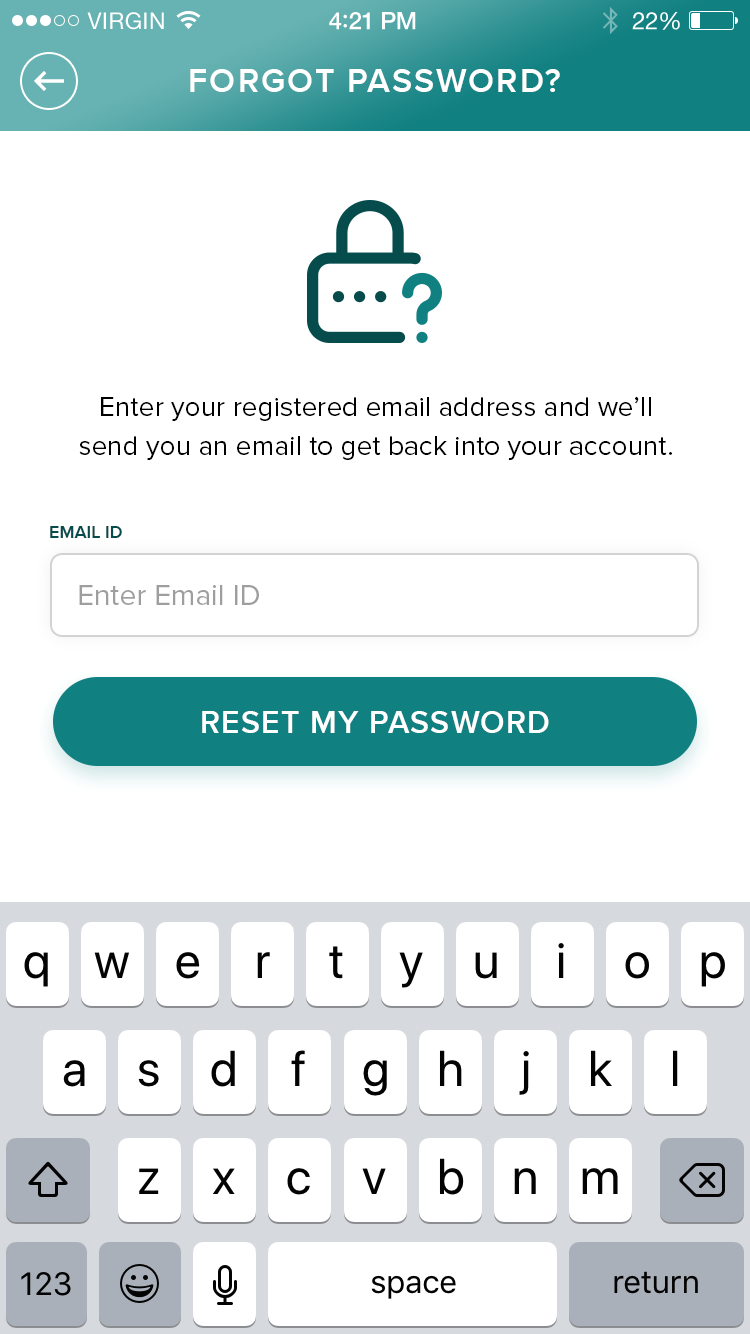 VIRGIN 4:21 PM 22%
FORGOT PASSWORD?
Enter your registered email address and we’ll
send you an email to get back into your account.
EMAIL ID
Enter Email ID
RESET MY PASSWORD
q w e r t y u i o p
a s d f g h j k l
z x c v b n m
123 space return